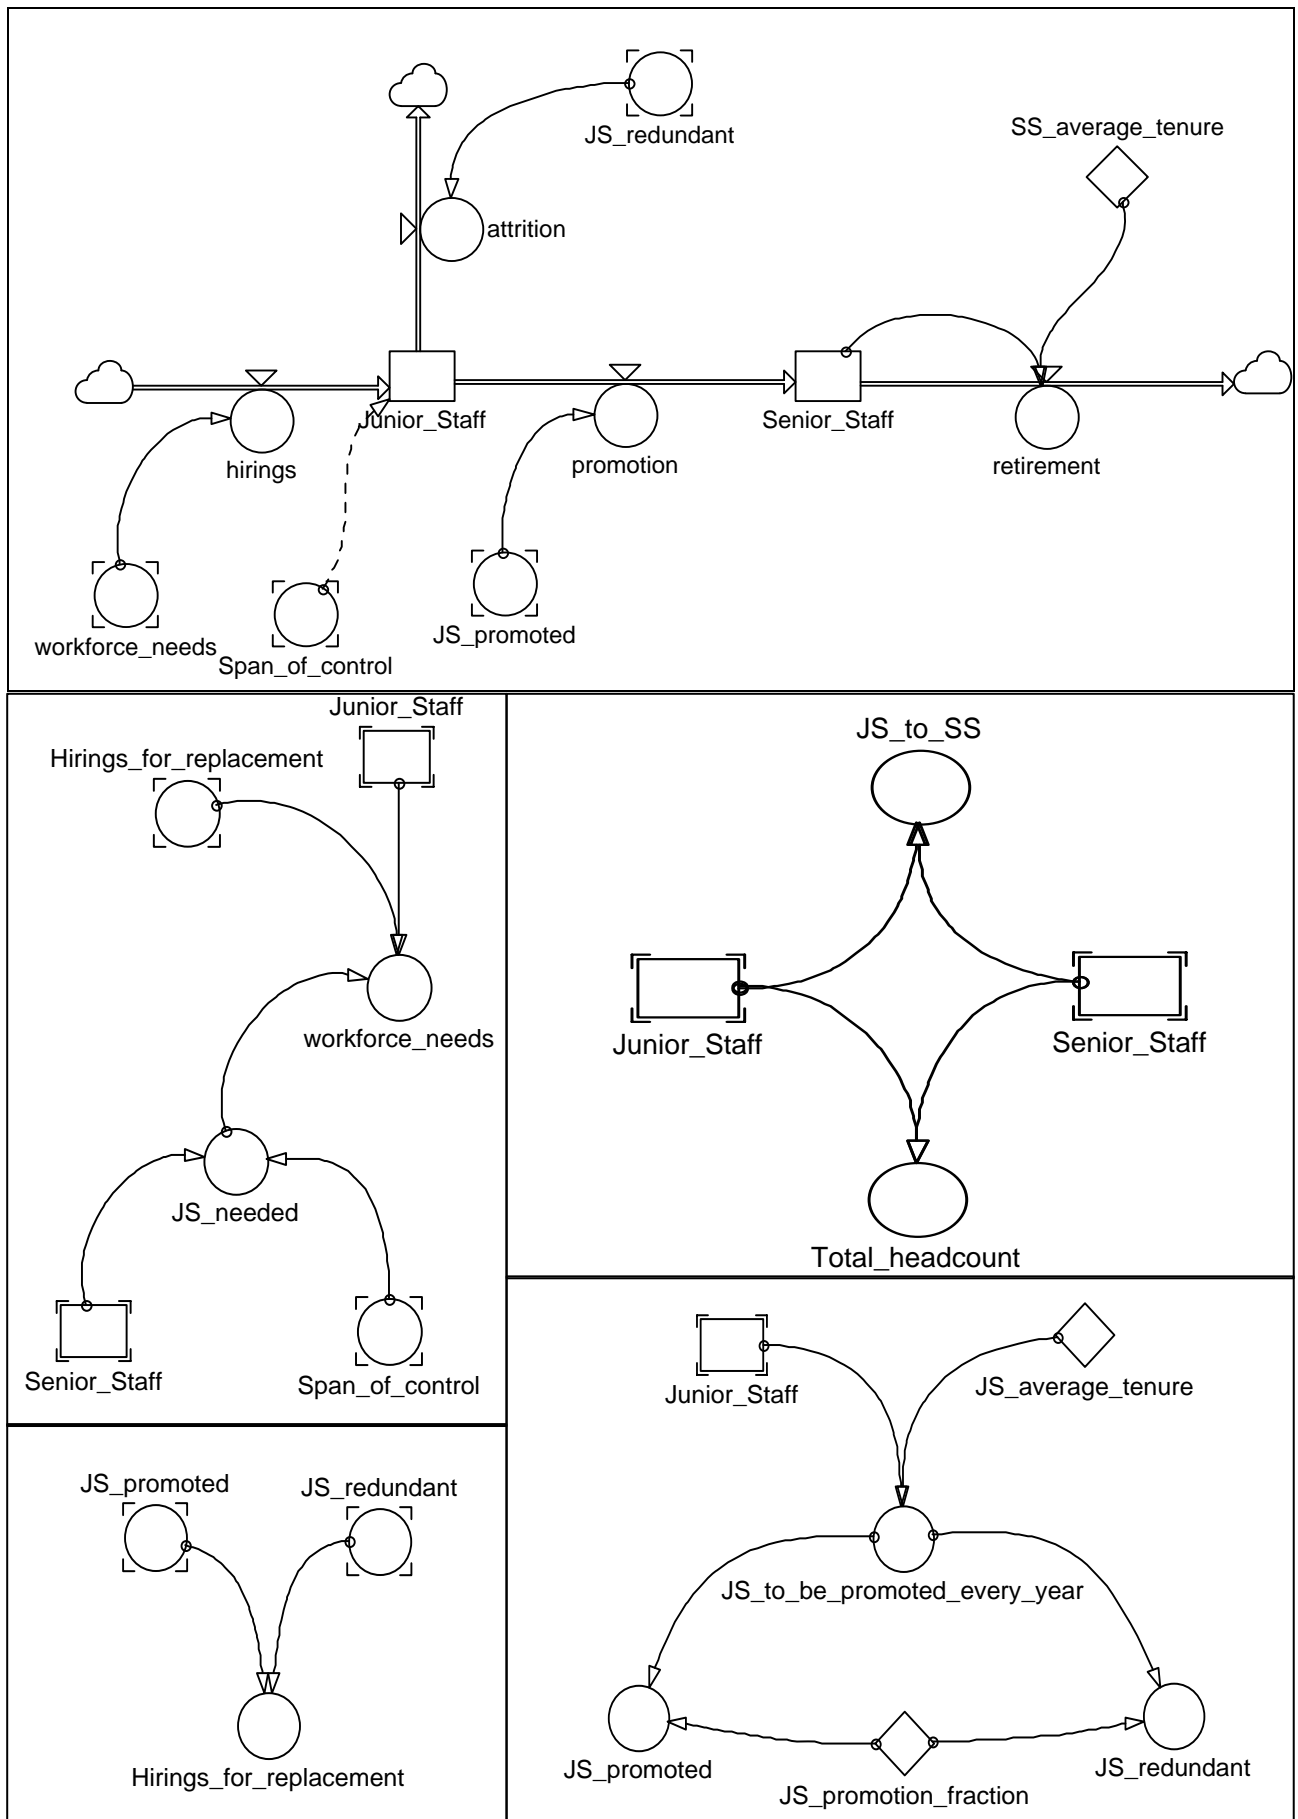 JS_redundant
SS_average_tenure
attrition
Junior_Staff
Senior_Staff
hirings
promotion
retirement
workforce_needs
Span_of_control
JS_promoted
Junior_Staff
Hirings_for_replacement
workforce_needs
JS_needed
Senior_Staff
Span_of_control
JS_to_SS
Junior_Staff
Senior_Staff
Total_headcount
JS_promoted
JS_redundant
Hirings_for_replacement
Junior_Staff
JS_average_tenure
JS_to_be_promoted_every_year
JS_promoted
JS_promotion_fraction
JS_redundant